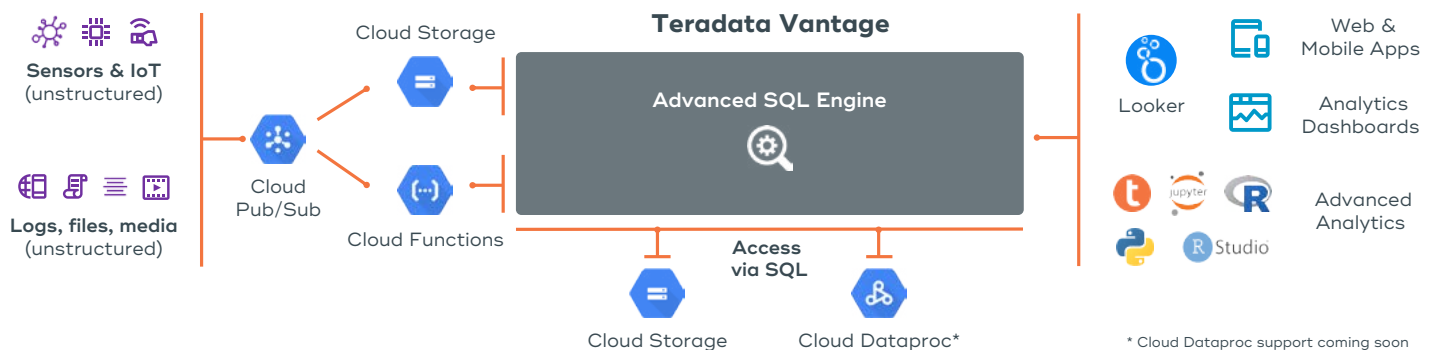 Sensors & IoT
(unstructured)
Logs, files, media
(unstructured)
Cloud
Pub/Sub
Cloud Storage
Cloud Functions
Teradata Vantage
Advanced SQL Engine
Access
via SQL
Cloud Storage
Cloud Dataproc*
Looker
Web &
Mobile Apps
Analytics
Dashboards
t
jupyter
R
R Studio
Advanced
Analytics
* Cloud Dataproc support coming soon